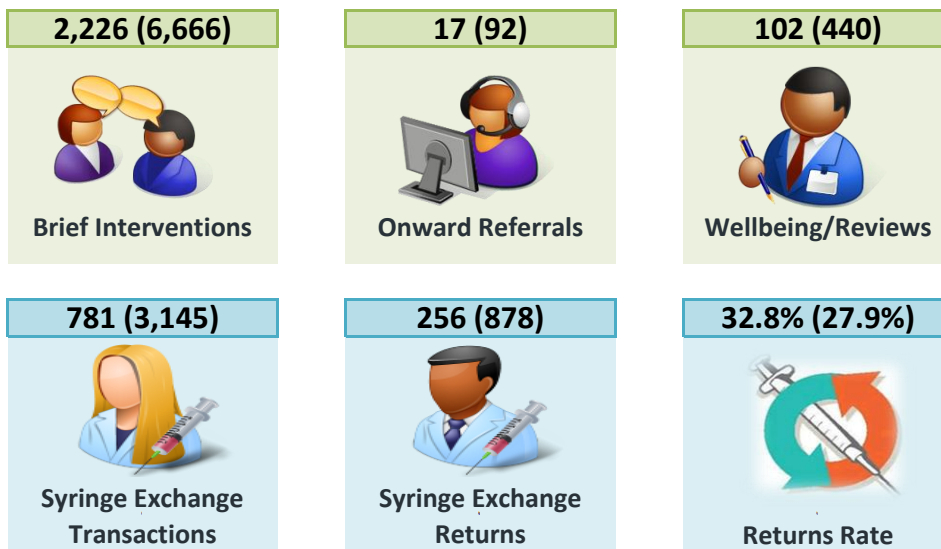 2,226 (6,666)
17 (92)
102 (440)
Brief Interventions
Onward Referrals
Wellbeing/Reviews
781 (3,145)
256 (878)
32.8% (27.9%)
Syringe Exchange
Transactions
Syringe Exchange
Returns
Returns Rate